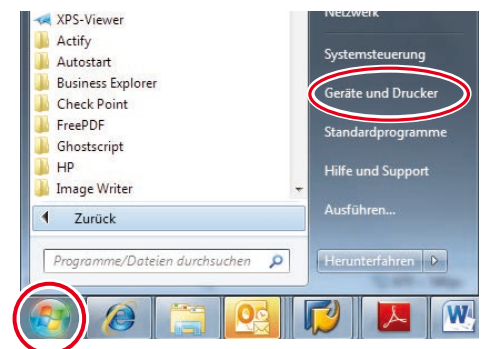 XPS-Viewer
Actify
Autostart
Business Explorer
Check Point
FreePDF
Ghostscript
HP
Image Writer
Zurück
Programme/Dateien durchsuchen
Netzwerk
Systemsteuerung
Geräte und Drucker
Standardprogramme
Hilfe und Support
Ausführen...
Herunterfahren